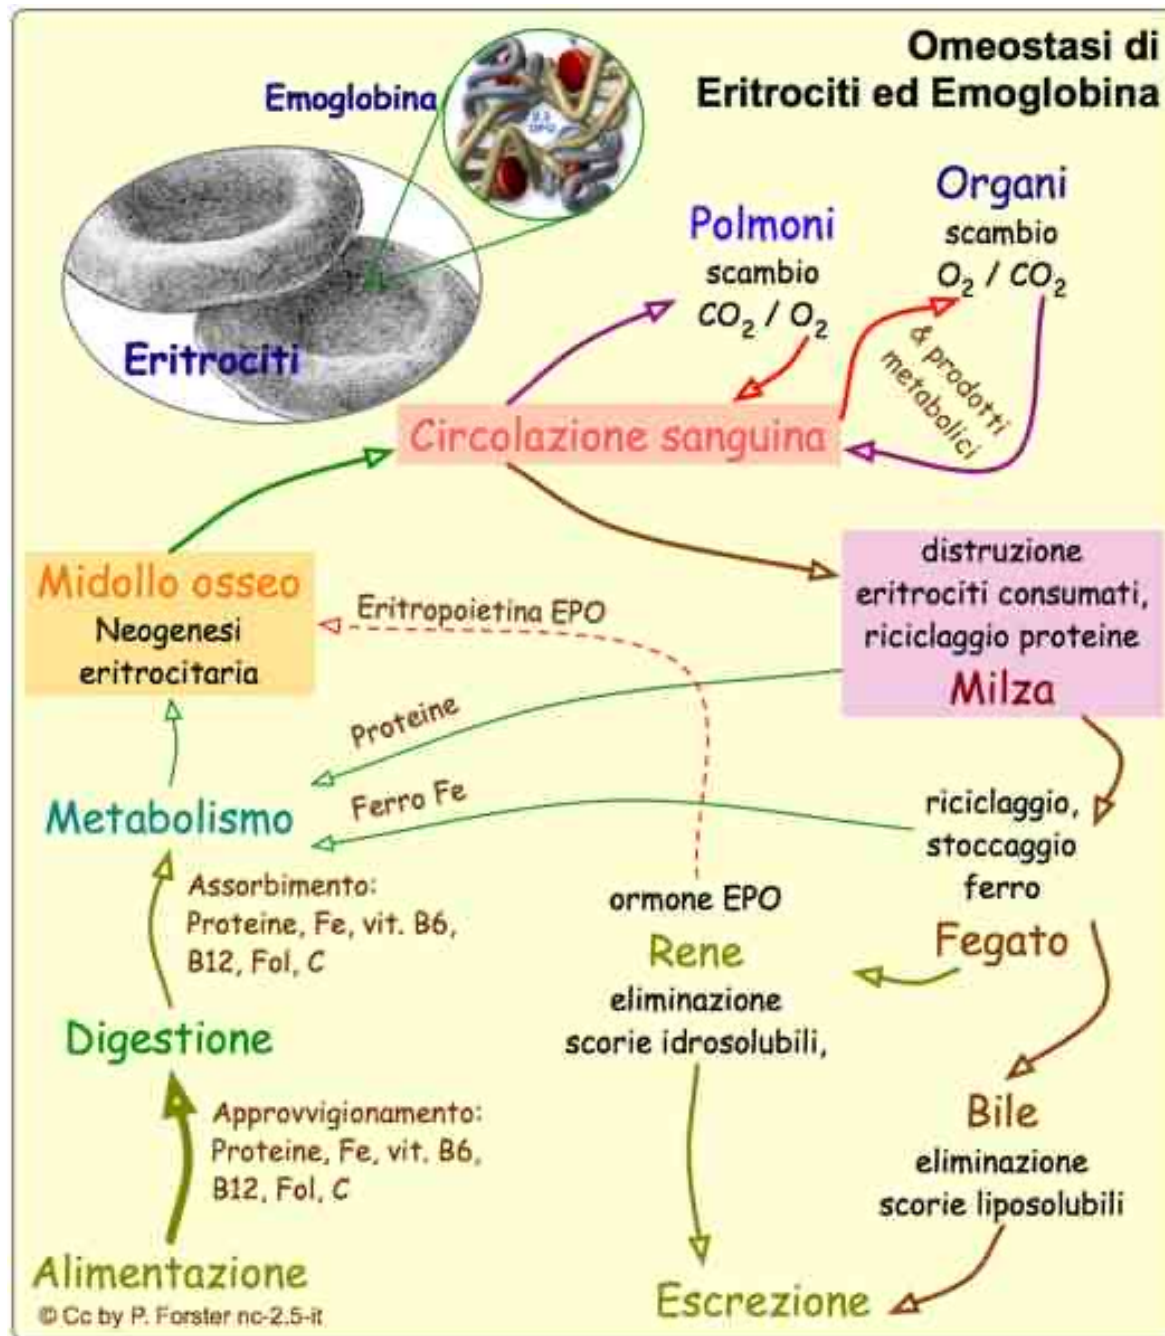 Omeostasi di
Eritrociti ed Emoglobina
Emoglobina
Eritrociti
Polmoni
scambio
CO₂ / O₂
Organi
scambio
O₂ / CO₂
& prodotti
metabolici
Circolazione sanguina
Midollo osseo
Neogenesi
eritrocitaria
Eritropoietina EPO
distruzione
eritrociti consumati,
riciclaggio proteine
Milza
Proteine
Ferro Fe
Metabolismo
riciclaggio,
stoccaggio
ferro
Fegato
Assorbimento:
Proteine, Fe, vit. B6,
B12, Fol, C
ormone EPO
Rene
eliminazione
scorie idrosolubili,
Digestione
Approvvigionamento:
Proteine, Fe, vit. B6,
B12, Fol, C
Bile
eliminazione
scorie liposolubili
Alimentazione
Escrezione
© Cc by P. Forster nc-2.5-it